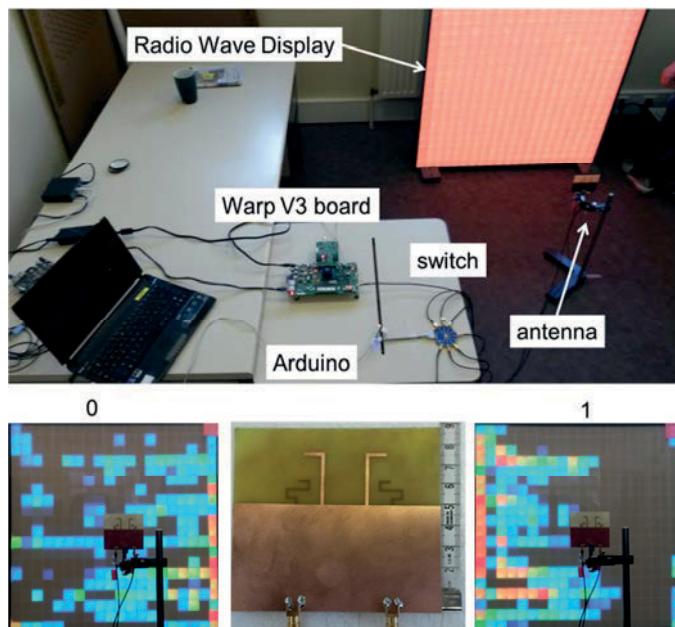 Radio Wave
Display
Warp V3 board
switch
antenna
Arduino
0
1